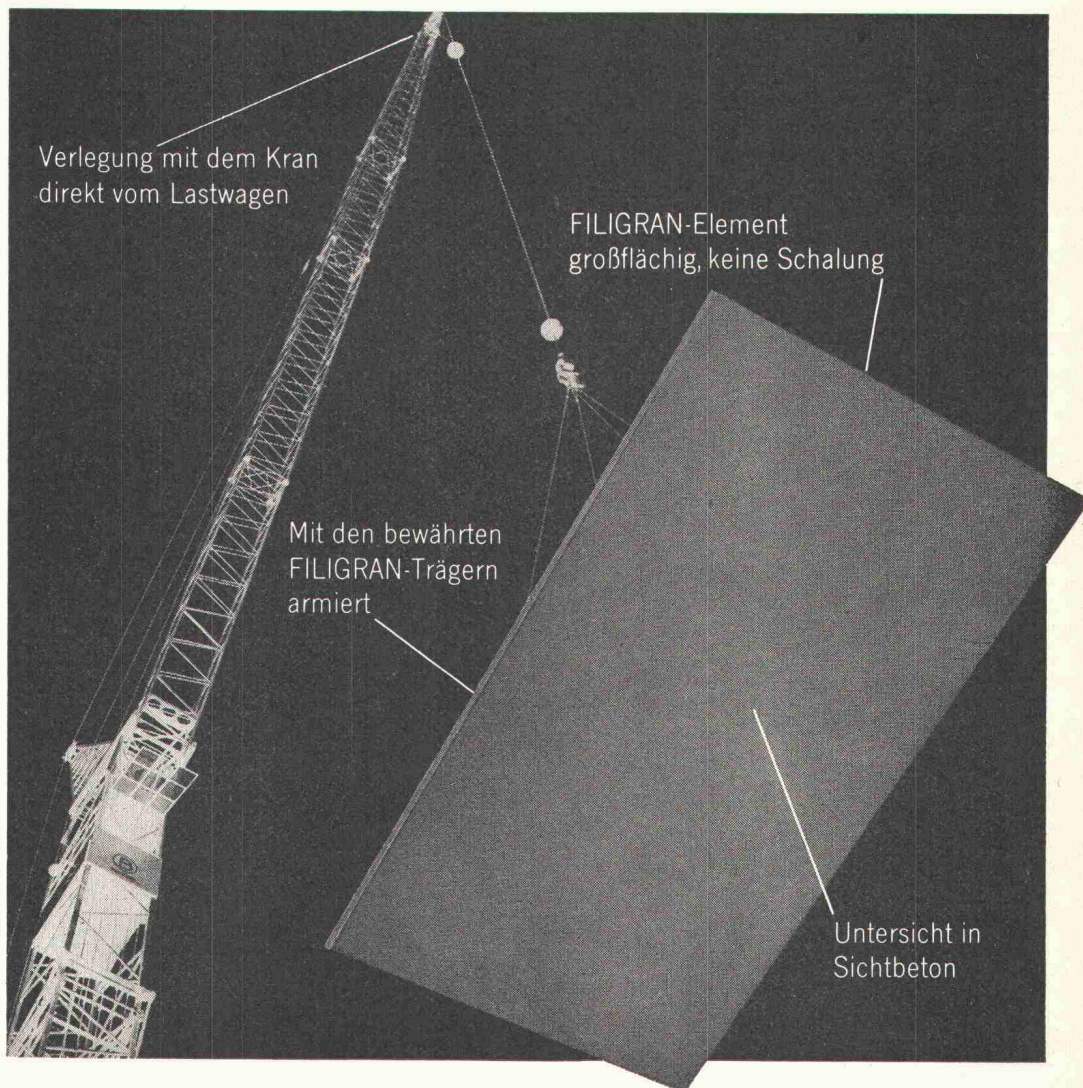 Verlegung mit dem Kran
direkt vom Lastwagen
FILIGRAN-Element
großflächig, keine Schalung
Mit den bewährten
FILIGRAN-Trägern
armiert
Untersicht in
Sichtbeton